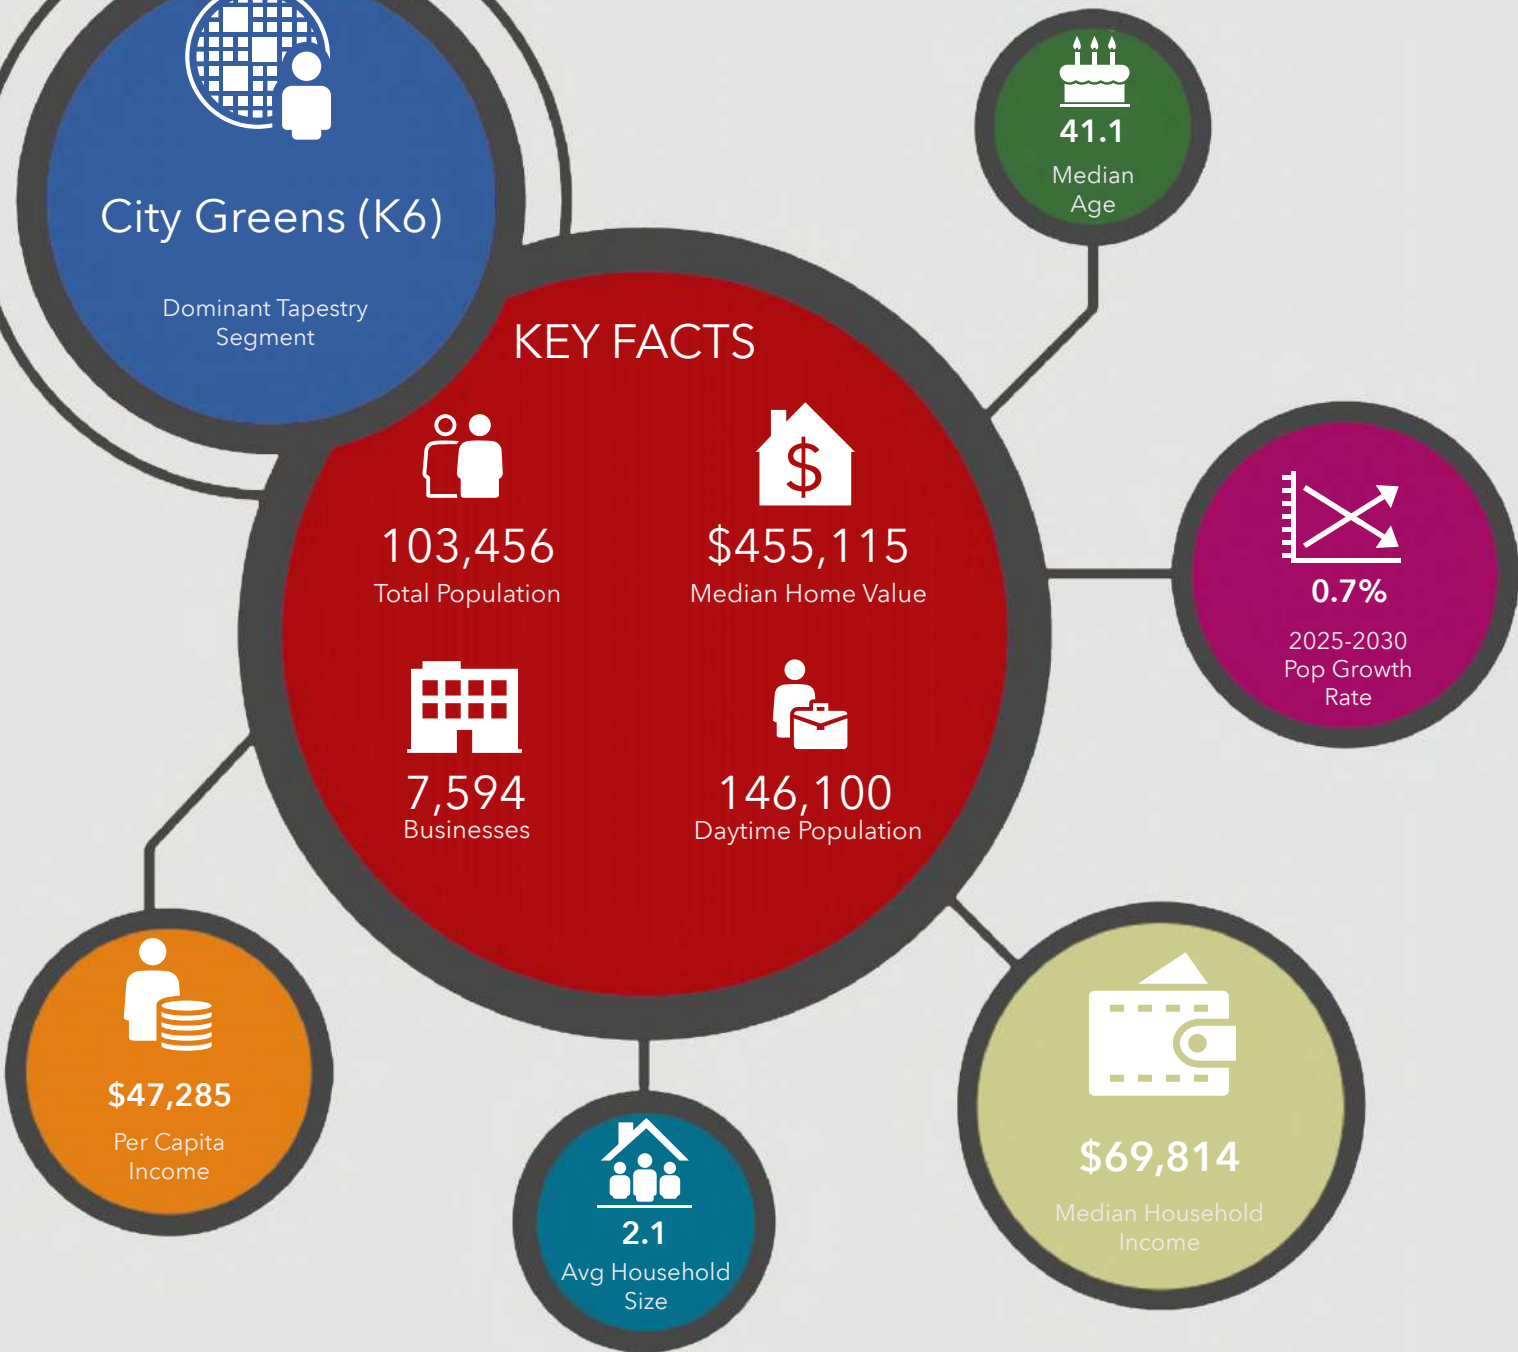 City Greens (K6)
Dominant Tapestry
Segment
41.1
Median
Age
KEY FACTS
103,456
Total Population
$455,115
Median Home Value
7,594
Businesses
146,100
Daytime Population
0.7%
2025-2030
Pop Growth
Rate
$47,285
Per Capita
Income
2.1
Avg Household
Size
$69,814
Median Household
Income